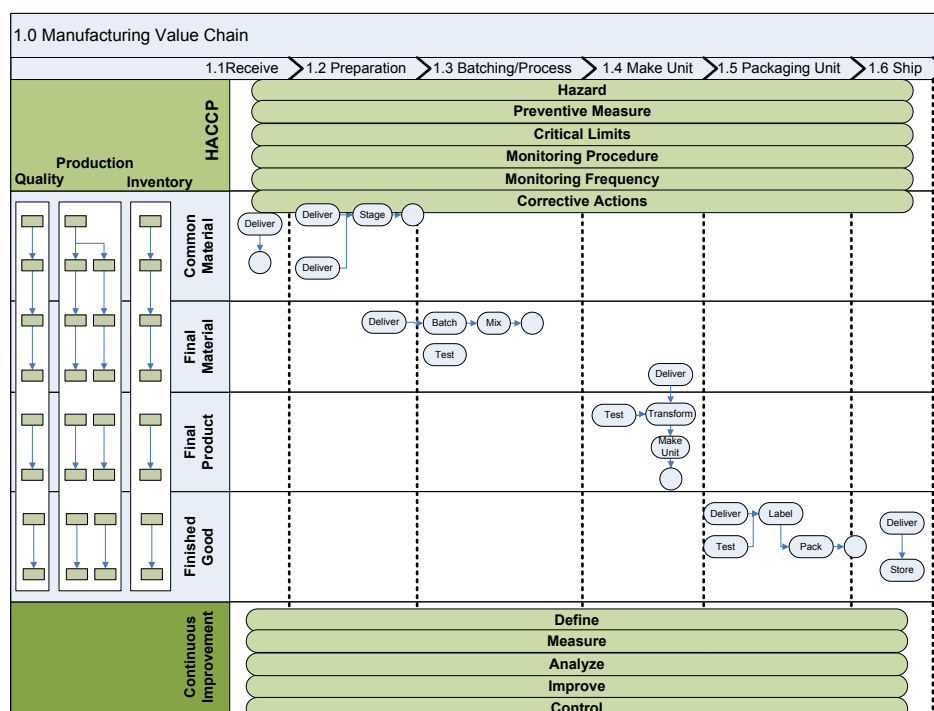 1.0 Manufacturing Value Chain
1.1Receive
1.2 Preparation
1.3 Batching/Process
1.4 Make Unit
1.5 Packaging Unit
1.6 Ship
HACCP
Production
Quality
Inventory
Hazard
Preventive Measure
Critical Limits
Monitoring Procedure
Monitoring Frequency
Corrective Actions
Common
Material
Deliver
Deliver
Stage
Deliver
Final
Material
Deliver
Batch
Mix
Test
Deliver
Final
Product
Test
Transform
Make
Unit
Finished
Good
Deliver
Label
Test
Pack
Deliver
Store
Continuous
Improvement
Define
Measure
Analyze
Improve
Control